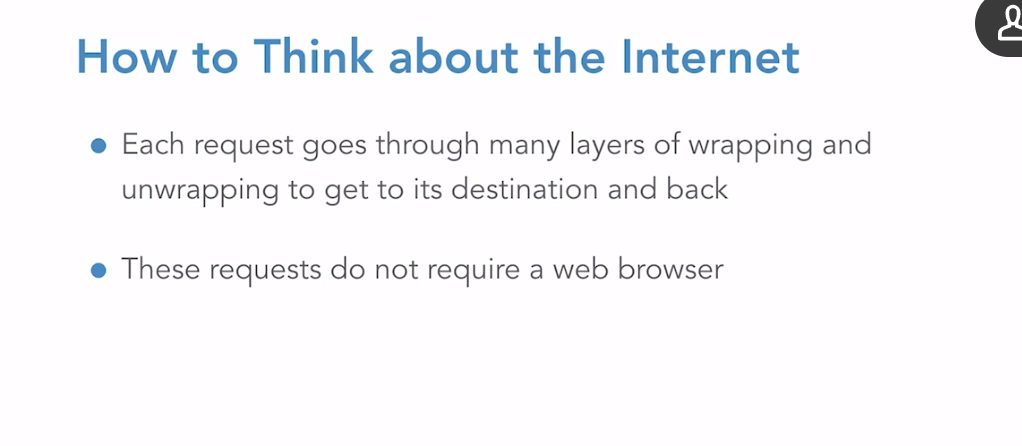 How to Think about the Internet
• Each request goes through many layers of wrapping and
unwrapping to get to its destination and back
• These requests do not require a web browser